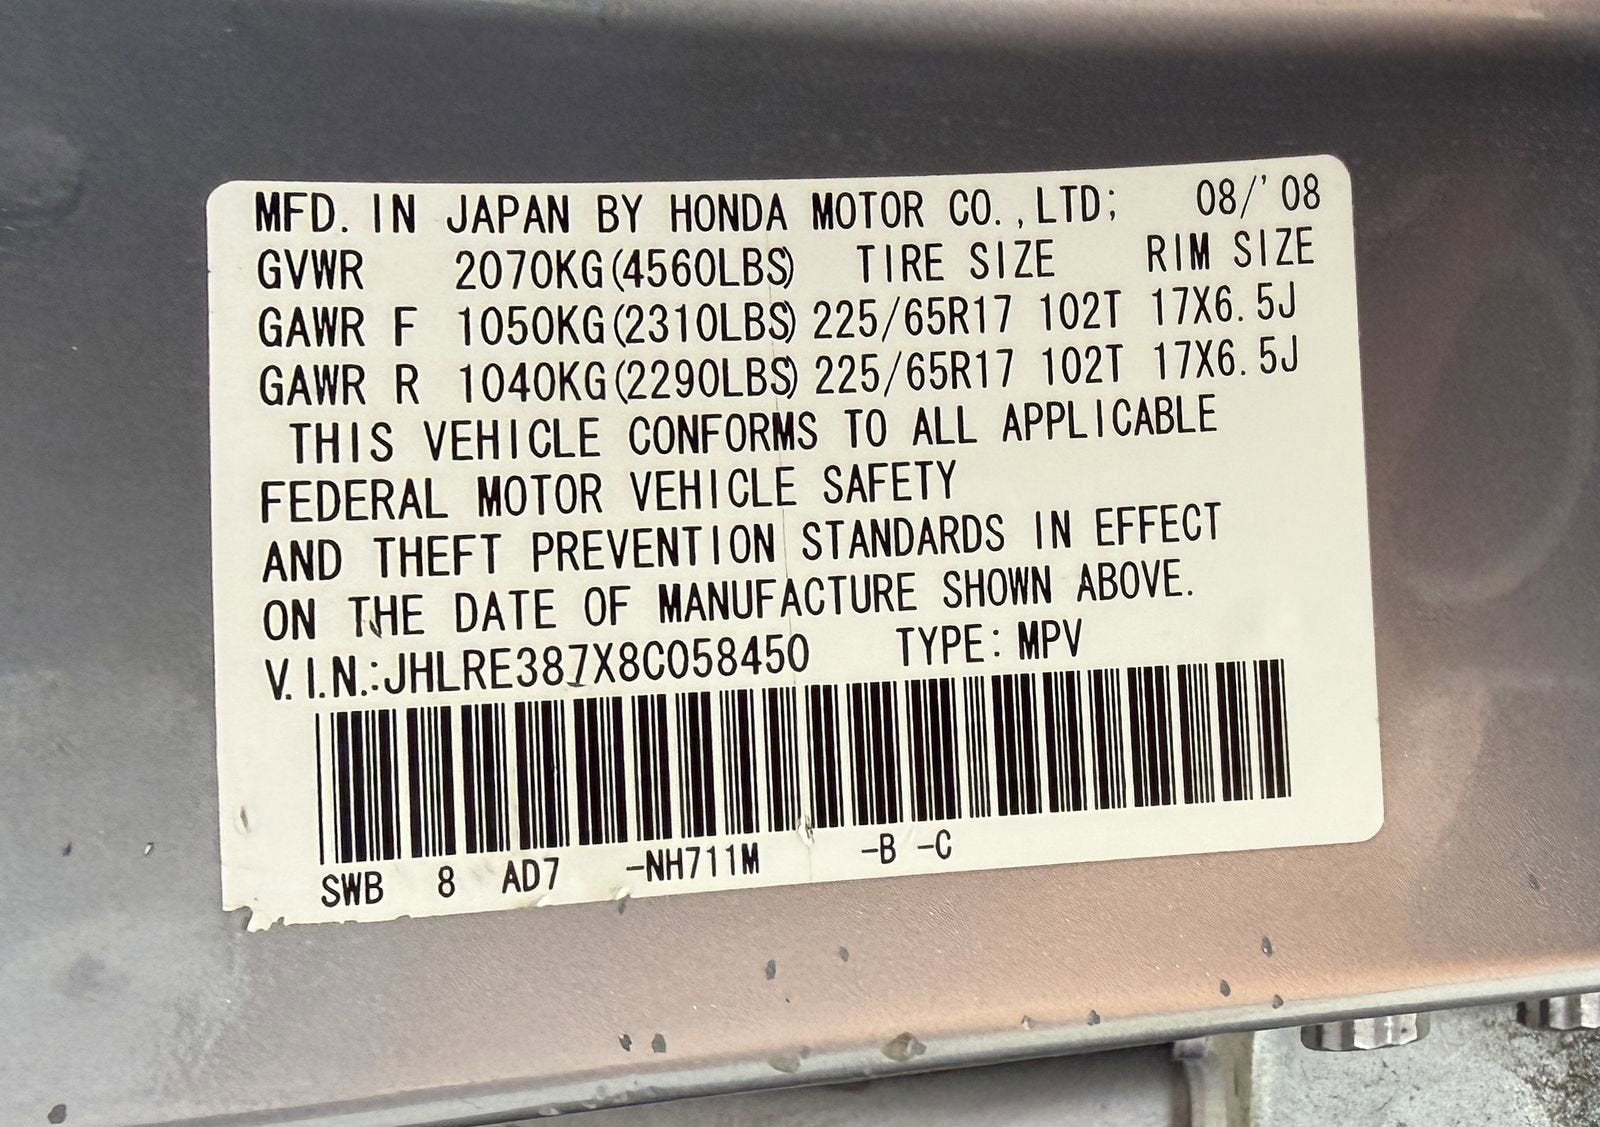 MFD. IN JAPAN BY HONDA MOTOR CO.,LTD; 08/'08
GVWR 2070KG(4560LBS) TIRE SIZE RIM SIZE
GAWR F 1050KG(2310LBS) 225/65R17 102T 17X6.5J
GAWR R 1040KG(2290LBS) 225/65R17 102T 17X6.5J
THIS VEHICLE CONFORMS TO ALL APPLICABLE
FEDERAL MOTOR VEHICLE SAFETY
AND THEFT PREVENTION STANDARDS IN EFFECT
ON THE DATE OF MANUFACTURE SHOWN ABOVE.
V.I.N.:JHLRE387X8C058450 TYPE: MPV
SWB 8 AD7 -NH711M -B -C